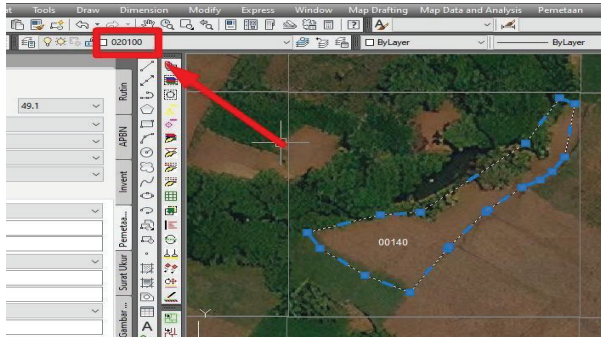 Tools Draw Dimension Modify Express Window Map Drafting Map Data and Analysis Pemetaan
020100 ByLayer ByLayer
49.1
Rutin
APBN
Invent
Pemetaa...
Surat Ukur
Gambar ...
00140
A
Y